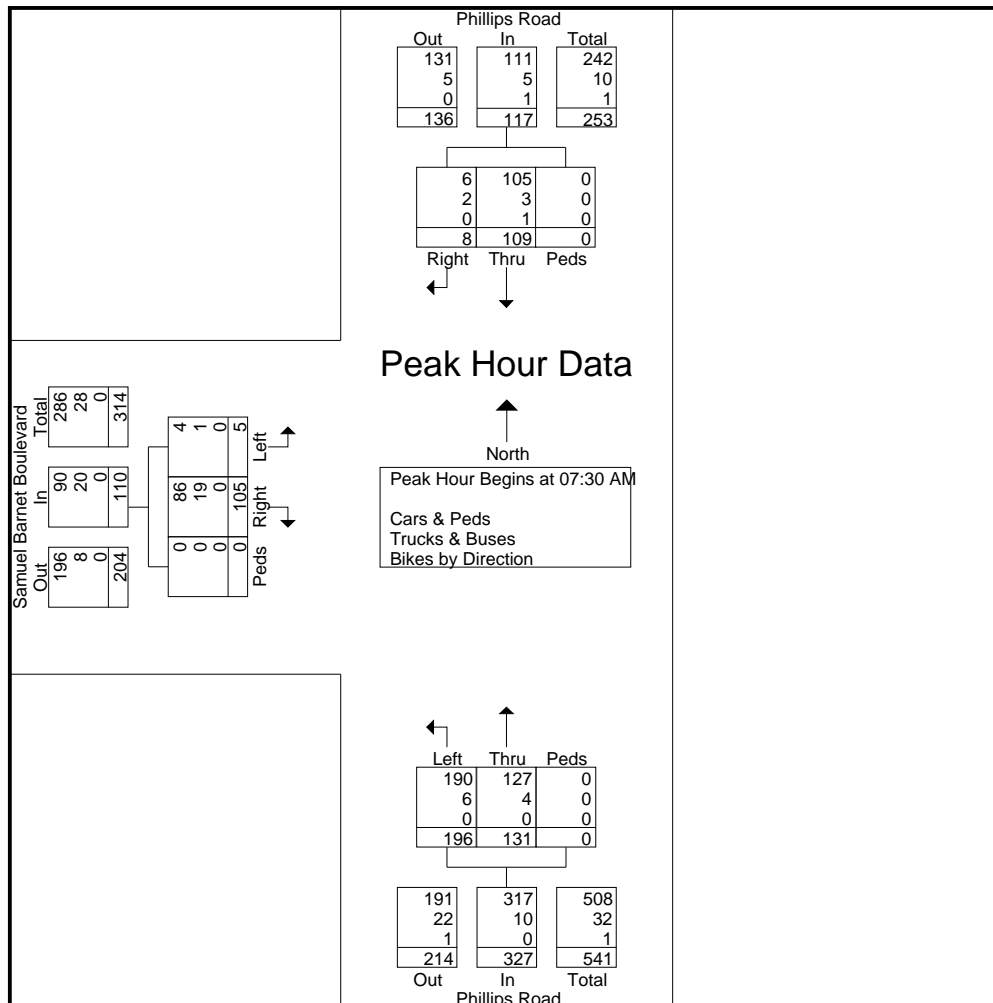 Phillips Road
Out In Total
131 111 242
5 5 10
0 1 1
136 117 253
6 105 0
2 3 0
0 1 0
8 109 0
Right Thru Peds
Peak Hour Data
North
Peak Hour Begins at 07:30 AM
Cars & Peds
Trucks & Buses
Bikes by Direction
Samuel Barnet Boulevard
Out In Total
196 90 286
8 20 28
0 0 0
204 110 314
0 86 4
0 19 1
0 0 0
0 105 5
Peds Right Left
Left Thru Peds
190 127 0
6 4 0
0 0 0
196 131 0
191 317 508
22 10 32
1 0 1
214 327 541
Out In Total
Phillips Road